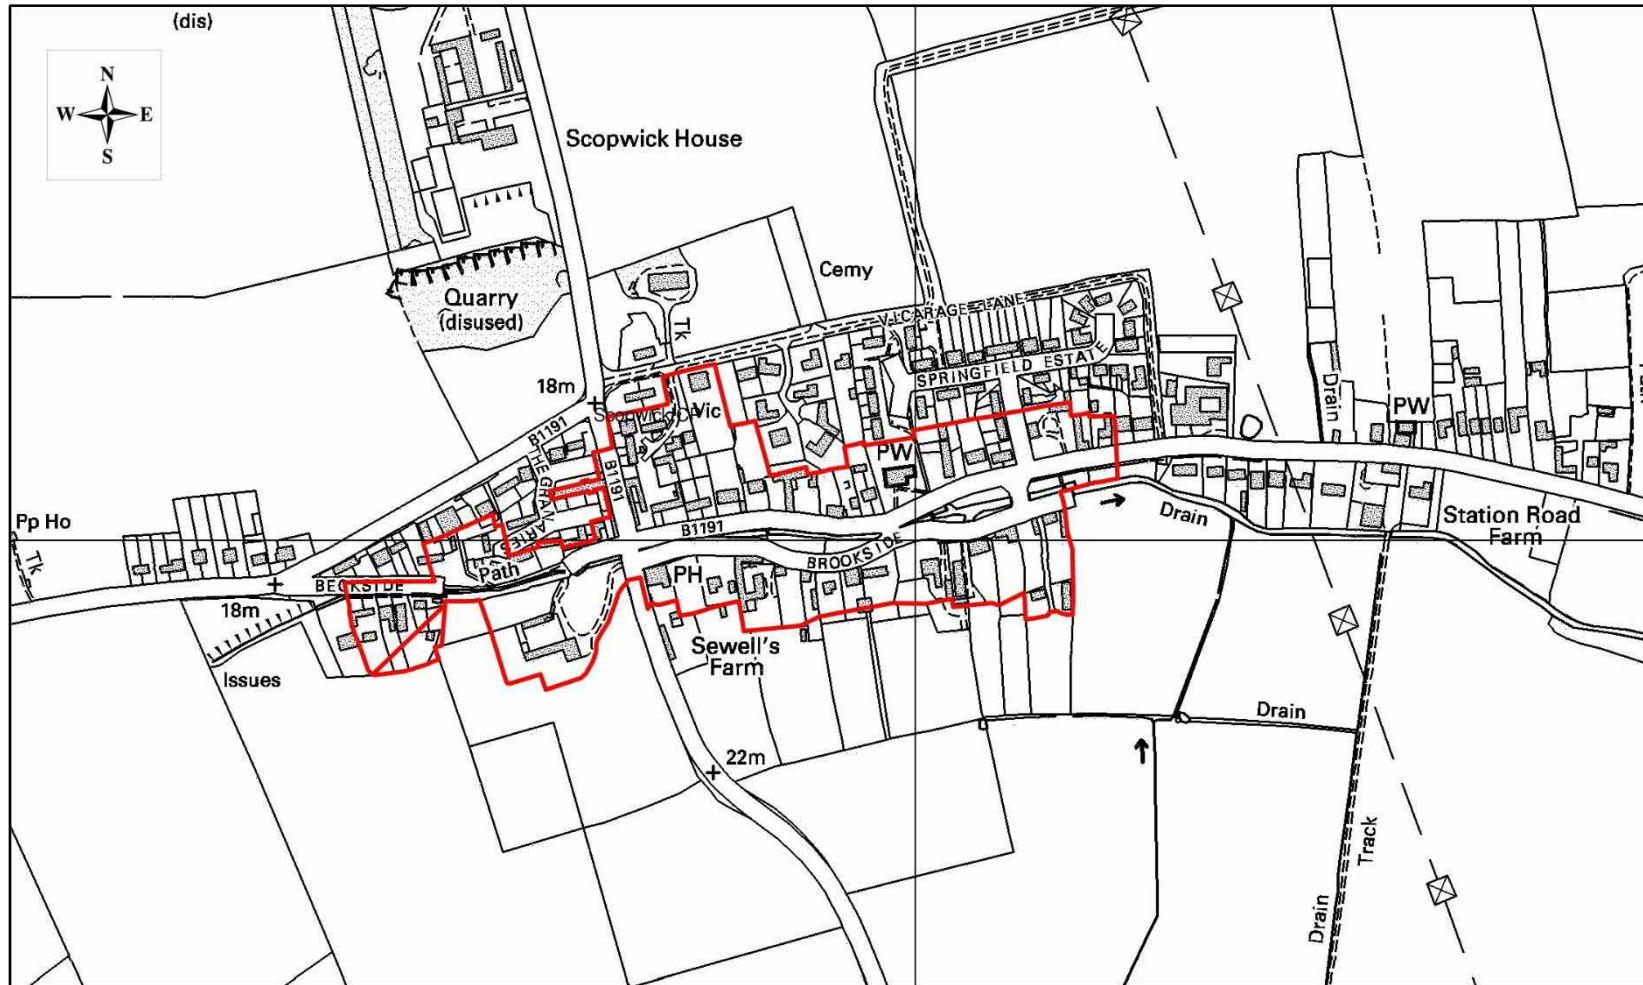 (dis)
N
W E
S
Scopwick House
Cemy
Quarry
(disused)
Tk
VICARAGE LANE
SPRINGFIELD ESTATE
18m
Scopwick CP
Vic
B1191
THE GRANARIES
B1191
PW
PW
Drain
Pp Ho
Tk
B1191
BROOKSIDE
Drain
Station Road
Farm
Path
BECKSIDE
PH
18m
Sewell's
Farm
Issues
Drain
22m
Track
Drain